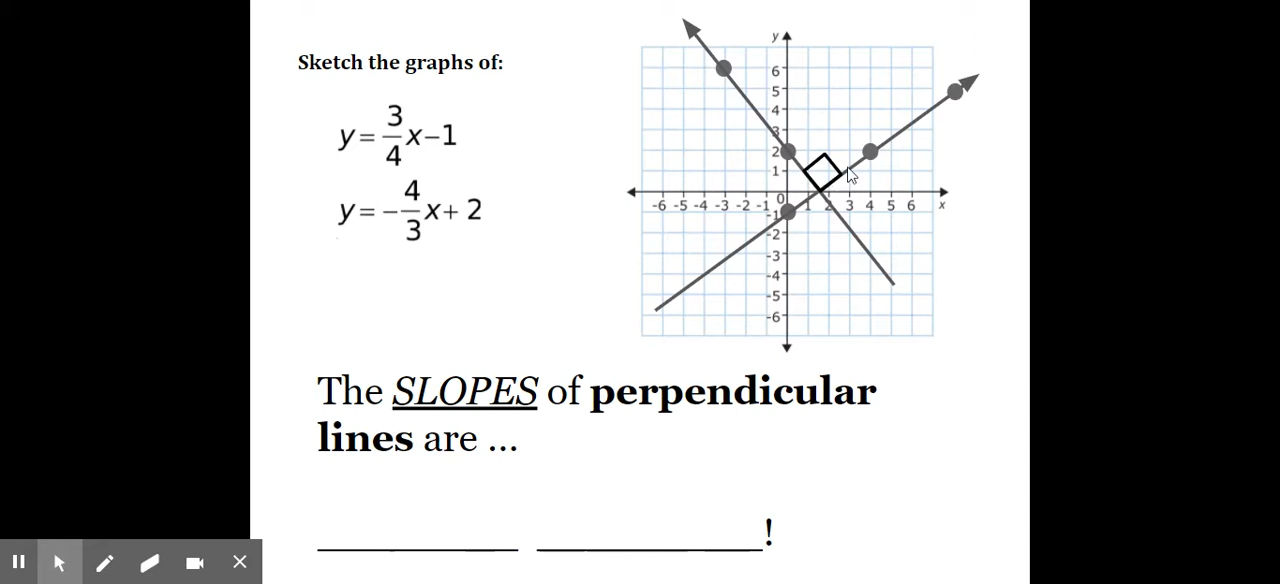 Sketch the graphs of:
y = 3/4 x − 1
y = − 4/3 x + 2
y
6
5
4
3
2
1
0
-6 -5 -4 -3 -2 -1 1 2 3 4 5 6 x
-1
-2
-3
-4
-5
-6
The SLOPES of perpendicular
lines are ...
__________ ___________!